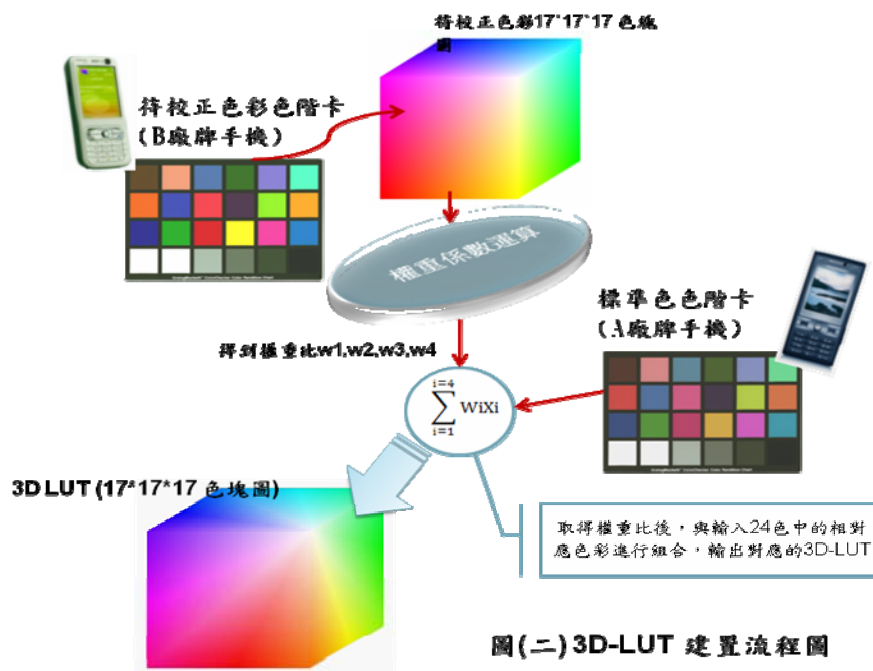 待校正色彩17*17*17 色塊
圖
待校正色彩色階卡
(B廠牌手機)
權重係數運算
標準色色階卡
(A廠牌手機)
得到權重比w1,w2,w3,w4
i=4
∑ WiXi
i=1
3D LUT (17*17*17 色塊圖)
取得權重比後，與輸入24色中的相對
應色彩進行組合，輸出對應的3D-LUT
圖(二) 3D-LUT 建置流程圖